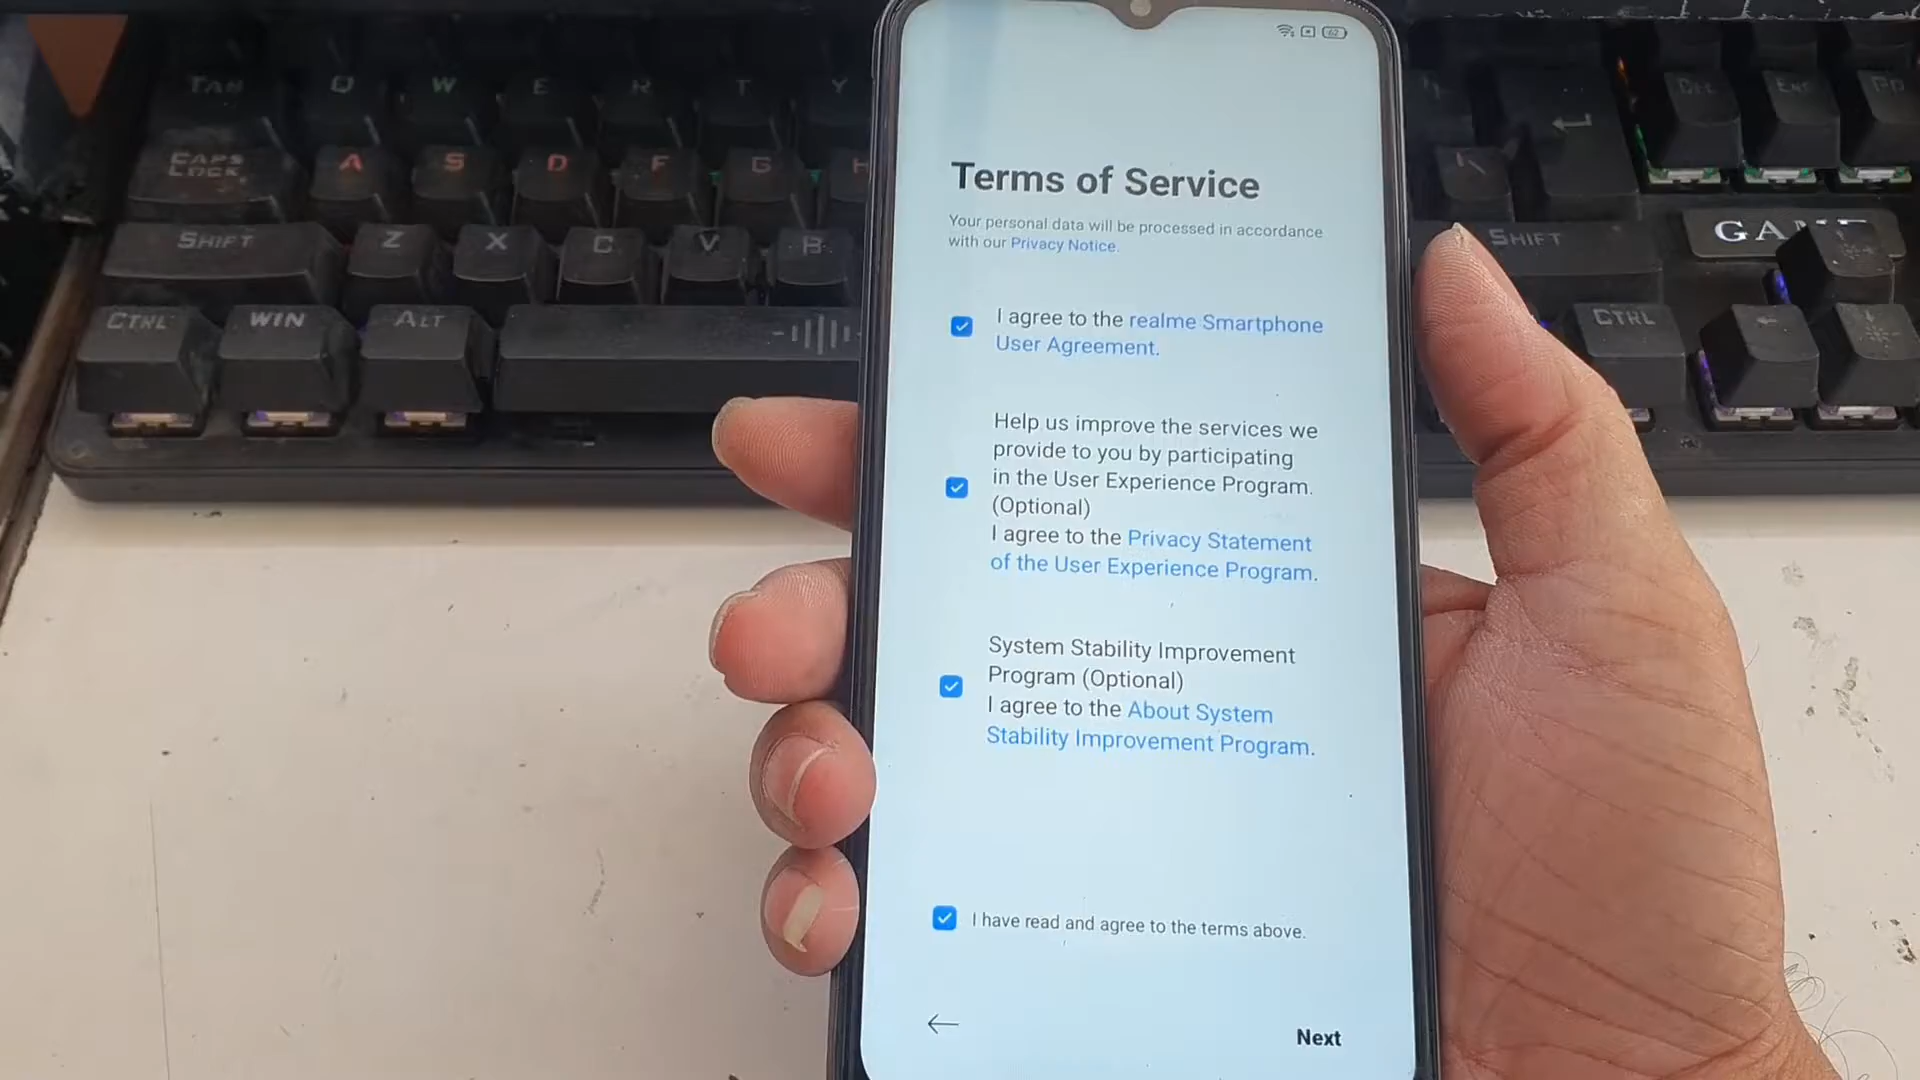 62
TAB Q W E R T Y
CAPS LOCK A S D F G H
SHIFT Z X C V B
CTRL WIN ALT
SHIFT
CTRL
Terms of Service
Your personal data will be processed in accordance
with our Privacy Notice.
I agree to the realme Smartphone
User Agreement.
Help us improve the services we
provide to you by participating
in the User Experience Program.
(Optional)
I agree to the Privacy Statement
of the User Experience Program.
System Stability Improvement
Program (Optional)
I agree to the About System
Stability Improvement Program.
I have read and agree to the terms above.
Next